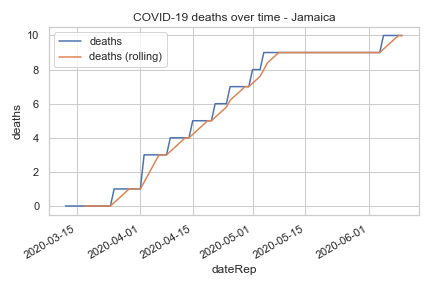 COVID-19 deaths over time - Jamaica
deaths
deaths (rolling)
10
8
6
4
2
0
deaths
2020-03-15
2020-04-01
2020-04-15
2020-05-01
2020-05-15
2020-06-01
dateRep